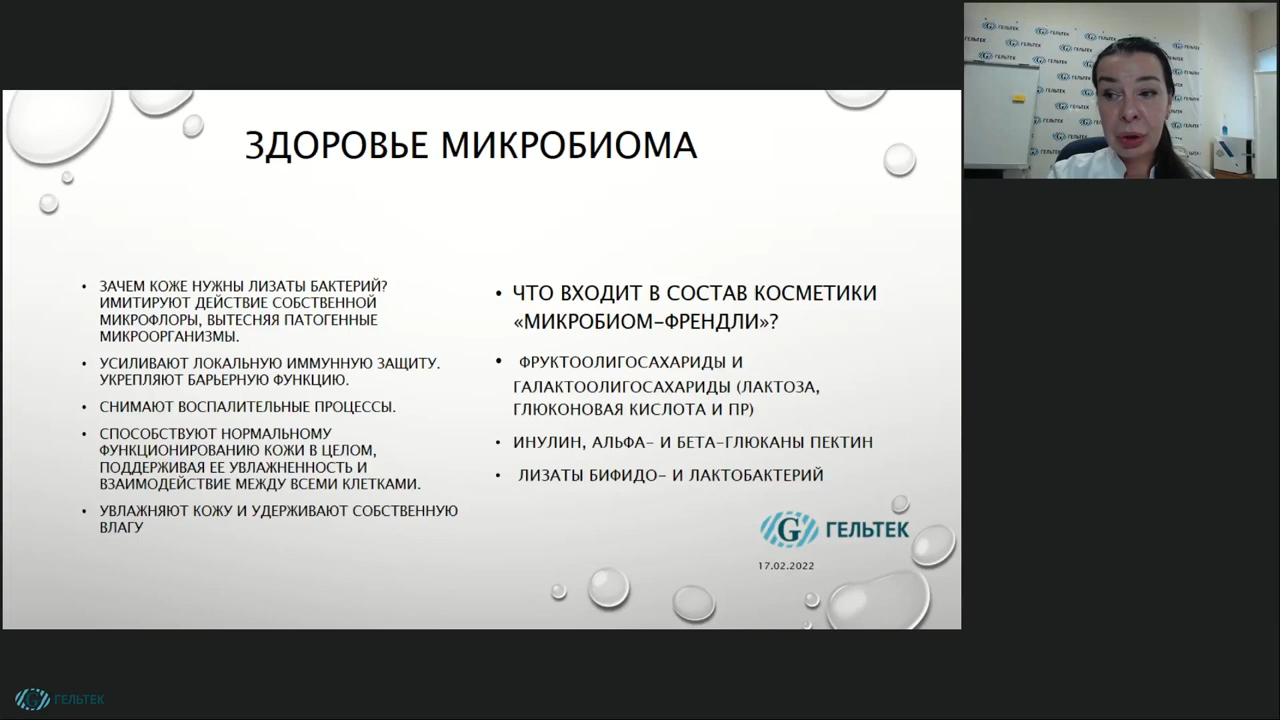 ЗДОРОВЬЕ МИКРОБИОМА
• ЗАЧЕМ КОЖЕ НУЖНЫ ЛИЗАТЫ БАКТЕРИЙ?
ИМИТИРУЮТ ДЕЙСТВИЕ СОБСТВЕННОЙ
МИКРОФЛОРЫ, ВЫТЕСНЯЯ ПАТОГЕННЫЕ
МИКРООРГАНИЗМЫ.
• УСИЛИВАЮТ ЛОКАЛЬНУЮ ИММУННУЮ ЗАЩИТУ.
УКРЕПЛЯЮТ БАРЬЕРНУЮ ФУНКЦИЮ.
• СНИМАЮТ ВОСПАЛИТЕЛЬНЫЕ ПРОЦЕССЫ.
• СПОСОБСТВУЮТ НОРМАЛЬНОМУ
ФУНКЦИОНИРОВАНИЮ КОЖИ В ЦЕЛОМ,
ПОДДЕРЖИВАЯ ЕЕ УВЛАЖНЕННОСТЬ И
ВЗАИМОДЕЙСТВИЕ МЕЖДУ ВСЕМИ КЛЕТКАМИ.
• УВЛАЖНЯЮТ КОЖУ И УДЕРЖИВАЮТ СОБСТВЕННУЮ
ВЛАГУ
• ЧТО ВХОДИТ В СОСТАВ КОСМЕТИКИ
«МИКРОБИОМ-ФРЕНДЛИ»?
• ФРУКТООЛИГОСАХАРИДЫ И
ГАЛАКТООЛИГОСАХАРИДЫ (ЛАКТОЗА,
ГЛЮКОНОВАЯ КИСЛОТА И ПР)
• ИНУЛИН, АЛЬФА- И БЕТА-ГЛЮКАНЫ ПЕКТИН
• ЛИЗАТЫ БИФИДО- И ЛАКТОБАКТЕРИЙ
G ГЕЛЬТЕК
17.02.2022
G ГЕЛЬТЕК
ГЕЛЬТЕК